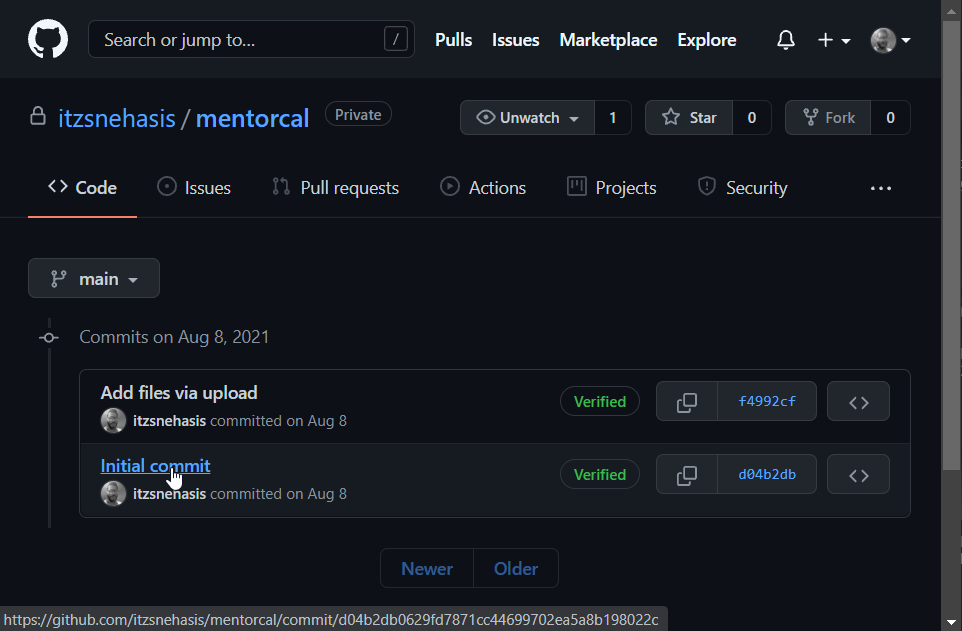 Search or jump to... / Pulls Issues Marketplace Explore
itzsnehasis / mentorcal Private Unwatch 1 Star 0 Fork 0
Code Issues Pull requests Actions Projects Security ...
main
Commits on Aug 8, 2021
Add files via upload
itzsnehasis committed on Aug 8
Verified f4992cf
Initial commit
itzsnehasis committed on Aug 8
Verified d04b2db
Newer Older
https://github.com/itzsnehasis/mentorcal/commit/d04b2db0629fd7871cc44699702ea5a8b198022c